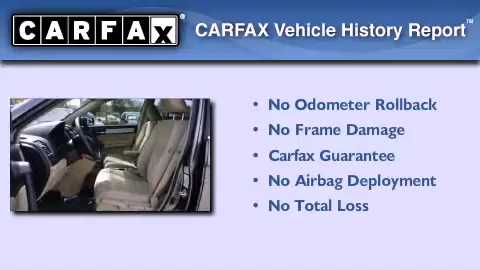 CARFAX® CARFAX Vehicle History Report™
• No Odometer Rollback
• No Frame Damage
• Carfax Guarantee
• No Airbag Deployment
• No Total Loss